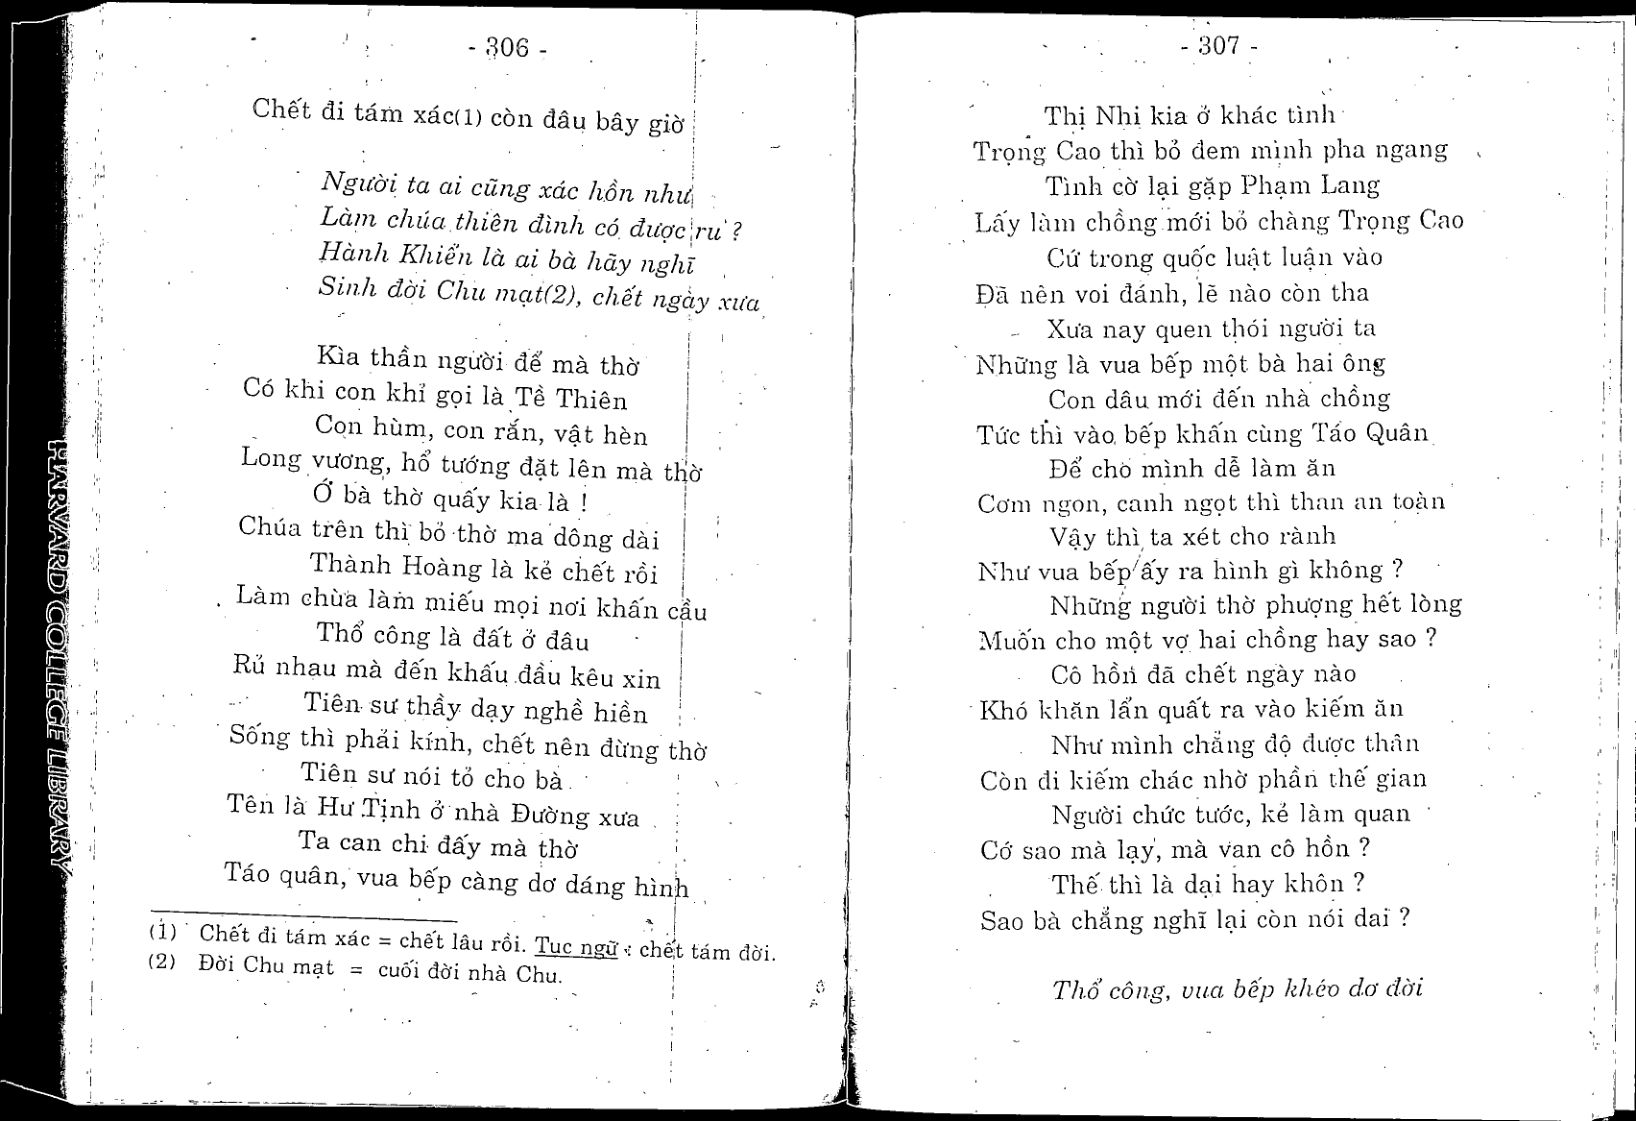 - 306 -
Chết đi tám xác(1) còn đâu bây giờ
Người ta ai cũng xác hồn như
Làm chúa thiên đình có được ru ?
Hành Khiển là ai bà hãy nghĩ
Sinh đời Chu mạt(2), chết ngày xưa
Kìa thần người để mà thờ
Có khi con khỉ gọi là Tề Thiên
Con hùm, con rắn, vật hèn
Long vương, hổ tướng đặt lên mà thờ
Ớ bà thờ quấy kia là !
Chúa trên thì bỏ thờ ma dông dài
Thành Hoàng là kẻ chết rồi
Làm chùa làm miếu mọi nơi khấn cầu
Thổ công là đất ở đâu
Rủ nhau mà đến khấu đầu kêu xin
Tiên sư thầy dạy nghề hiền
Sống thì phải kính, chết nên đừng thờ
Tiên sư nói tỏ cho bà
Tên là Hư Tịnh ở nhà Đường xưa
Ta can chi đấy mà thờ
Táo quân, vua bếp càng dơ dáng hình
(1) Chết đi tám xác = chết lâu rồi. Tục ngữ : chết tám đời.
(2) Đời Chu mạt = cuối đời nhà Chu.
HARVARD COLLEGE LIBRARY
- 307 -
Thị Nhi kia ở khác tình
Trọng Cao thì bỏ đem mình pha ngang
Tình cờ lại gặp Phạm Lang
Lấy làm chồng mới bỏ chàng Trọng Cao
Cứ trong quốc luật luận vào
Đã nên voi đánh, lẽ nào còn tha
Xưa nay quen thói người ta
Những là vua bếp một bà hai ông
Con dâu mới đến nhà chồng
Tức thì vào bếp khấn cùng Táo Quân
Để cho mình dễ làm ăn
Cơm ngon, canh ngọt thì than an toàn
Vậy thì ta xét cho rành
Như vua bếp ấy ra hình gì không ?
Những người thờ phượng hết lòng
Muốn cho một vợ hai chồng hay sao ?
Cô hồn đã chết ngày nào
Khó khăn lẩn quất ra vào kiếm ăn
Như mình chẳng độ được thân
Còn đi kiếm chác nhờ phần thế gian
Người chức tước, kẻ làm quan
Cớ sao mà lạy, mà van cô hồn ?
Thế thì là dại hay khôn ?
Sao bà chẳng nghĩ lại còn nói dai ?
Thổ công, vua bếp khéo dơ đời